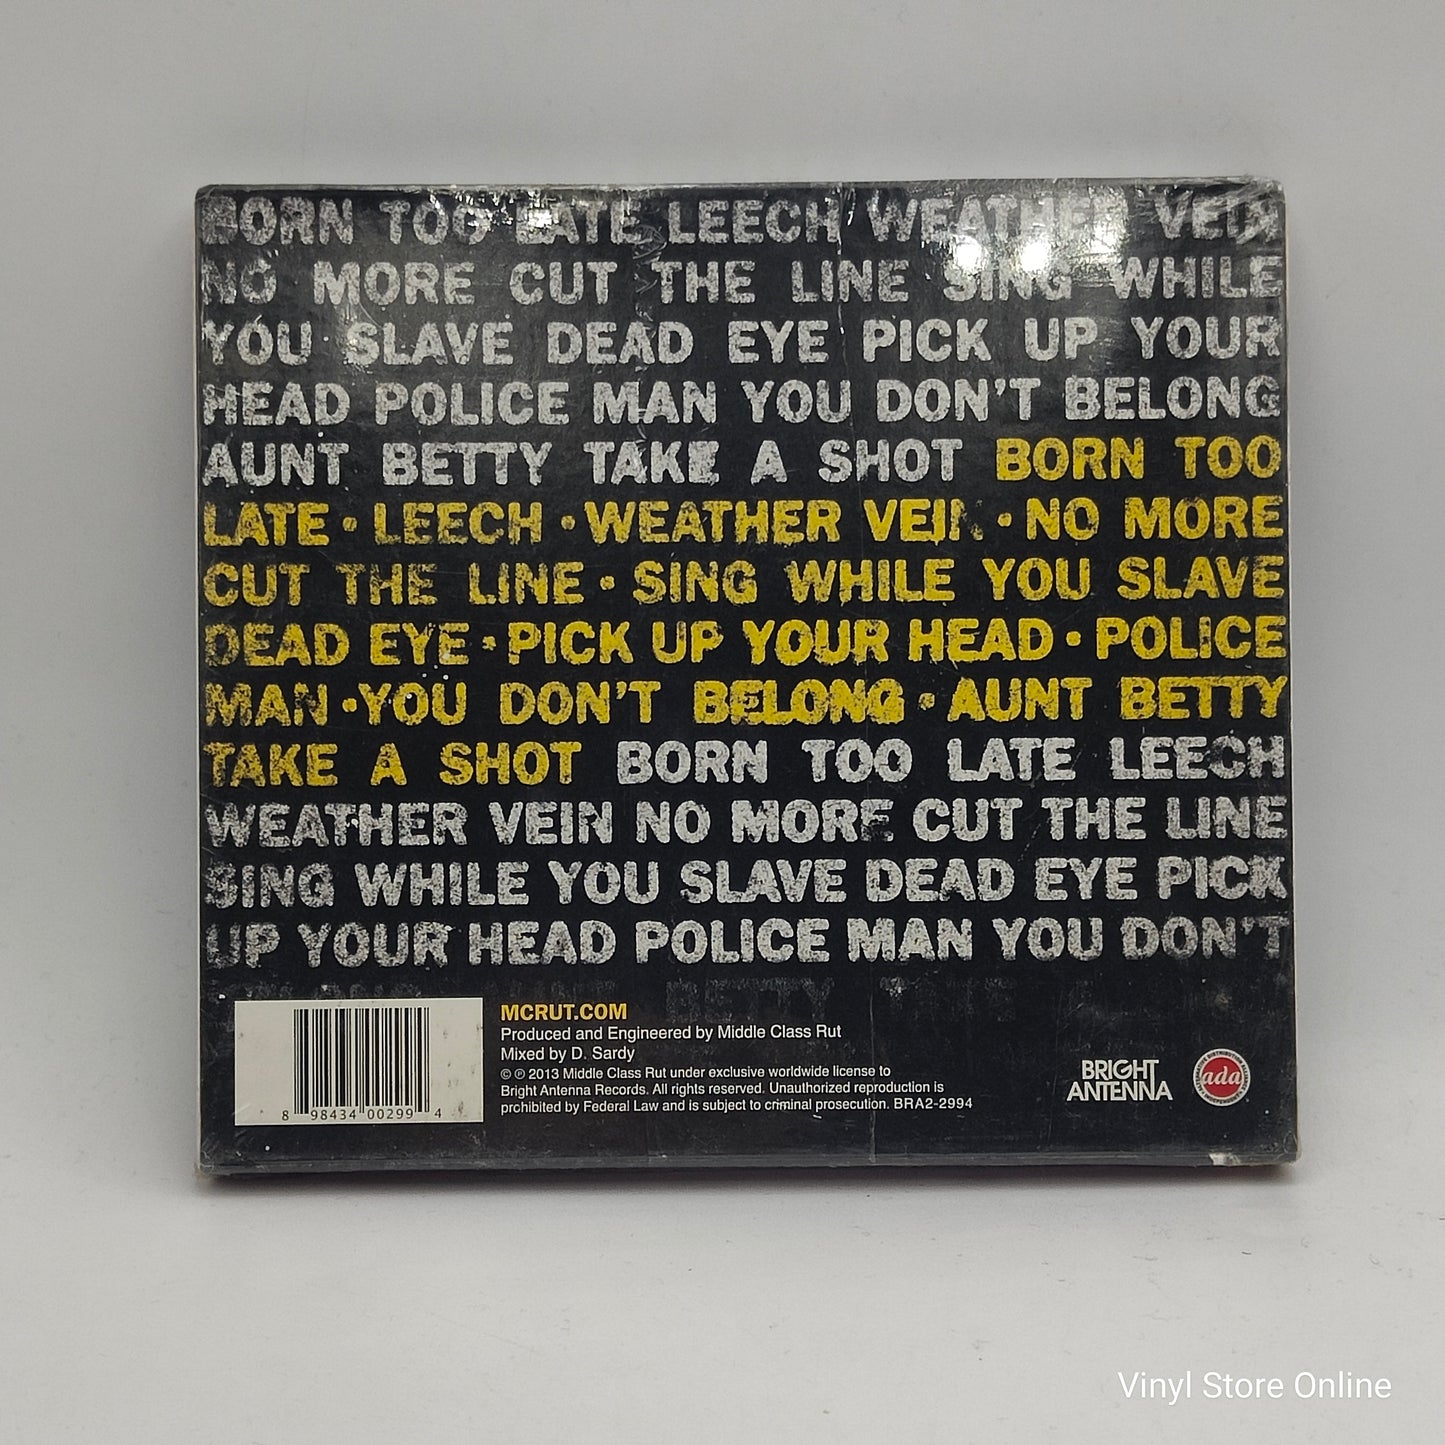 BORN TOO LATE LEECH WEATHER VEIN
NO MORE CUT THE LINE SING WHILE
YOU SLAVE DEAD EYE PICK UP YOUR
HEAD POLICE MAN YOU DON'T BELONG
AUNT BETTY TAKE A SHOT BORN TOO
LATE • LEECH • WEATHER VEIN • NO MORE
CUT THE LINE • SING WHILE YOU SLAVE
DEAD EYE • PICK UP YOUR HEAD • POLICE
MAN • YOU DON'T BELONG • AUNT BETTY
TAKE A SHOT BORN TOO LATE LEECH
WEATHER VEIN NO MORE CUT THE LINE
SING WHILE YOU SLAVE DEAD EYE PICK
UP YOUR HEAD POLICE MAN YOU DON'T
BETTY
MCRUT.COM
Produced and Engineered by Middle Class Rut
Mixed by D. Sardy
© ℗ 2013 Middle Class Rut under exclusive worldwide license to
Bright Antenna Records. All rights reserved. Unauthorized reproduction is
prohibited by Federal Law and is subject to criminal prosecution. BRA2-2994
8 98434 00299 4
BRIGHT
ANTENNA
ada
Vinyl Store Online